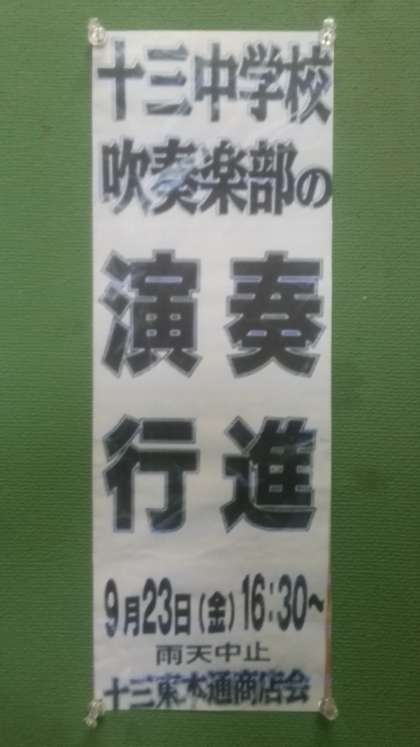 十三中学校
吹奏楽部の
演奏
行進
9月23日(金)16:30~
雨天中止
十三東本通商店会